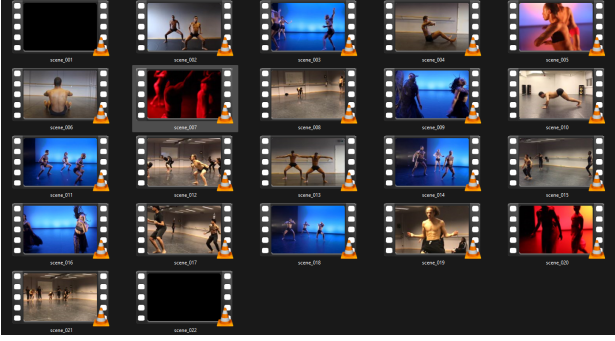 scene_001
scene_002
scene_003
scene_004
scene_005
scene_006
scene_007
scene_008
scene_009
scene_010
scene_011
scene_012
scene_013
scene_014
scene_015
scene_016
scene_017
scene_018
scene_019
scene_020
scene_021
scene_022